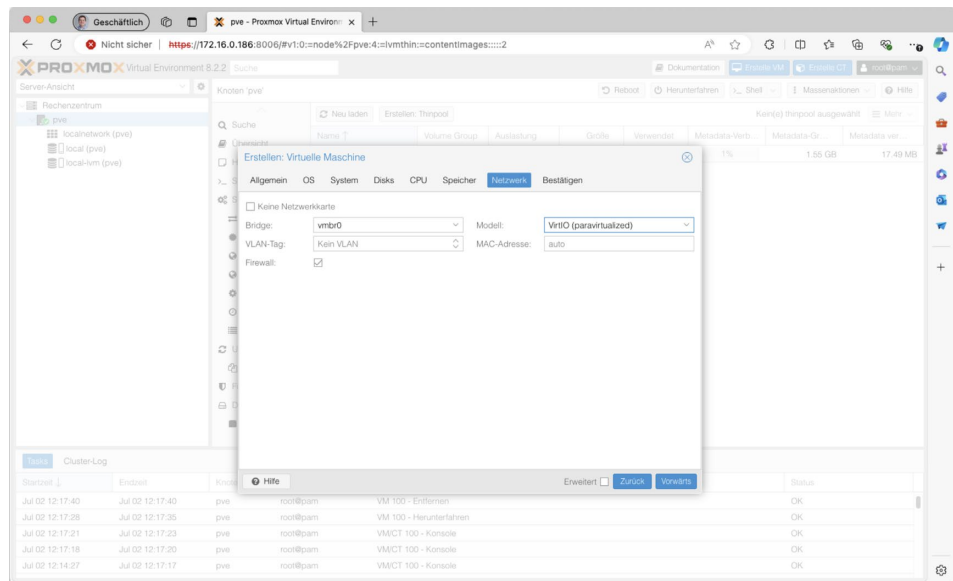 Geschäftlich
pve - Proxmox Virtual Environm
Nicht sicher
https://172.16.0.186:8006/#v1:0:=node%2Fpve:4:=lvmthin:=contentImages:::::2
PROXMOX Virtual Environment 8.2.2 Suche
Dokumentation Erstelle VM Erstelle CT root@pam
Server-Ansicht
Knoten 'pve'
Reboot Herunterfahren Shell Massenaktionen Hilfe
Rechenzentrum
pve
localnetwork (pve)
local (pve)
local-lvm (pve)
Suche
Übersicht
Neu laden Erstellen: Thinpool
Kein(e) thinpool ausgewählt Mehr
Name Volume Group Auslastung Größe Verwendet Metadata-Verb... Metadata-Gr... Metadata ver...
1% 1.55 GB 17.49 MB
Erstellen: Virtuelle Maschine
Allgemein OS System Disks CPU Speicher Netzwerk Bestätigen
Keine Netzwerkkarte
Bridge: vmbr0 Modell: VirtIO (paravirtualized)
VLAN-Tag: Kein VLAN MAC-Adresse: auto
Firewall:
Hilfe
Erweitert Zurück Vorwärts
Tasks Cluster-Log
Startzeit Endzeit Status
Jul 02 12:17:40 Jul 02 12:17:40 pve root@pam VM 100 - Entfernen OK
Jul 02 12:17:28 Jul 02 12:17:35 pve root@pam VM 100 - Herunterfahren OK
Jul 02 12:17:21 Jul 02 12:17:23 pve root@pam VM/CT 100 - Konsole OK
Jul 02 12:17:18 Jul 02 12:17:20 pve root@pam VM/CT 100 - Konsole OK
Jul 02 12:14:27 Jul 02 12:17:17 pve root@pam VM/CT 100 - Konsole OK